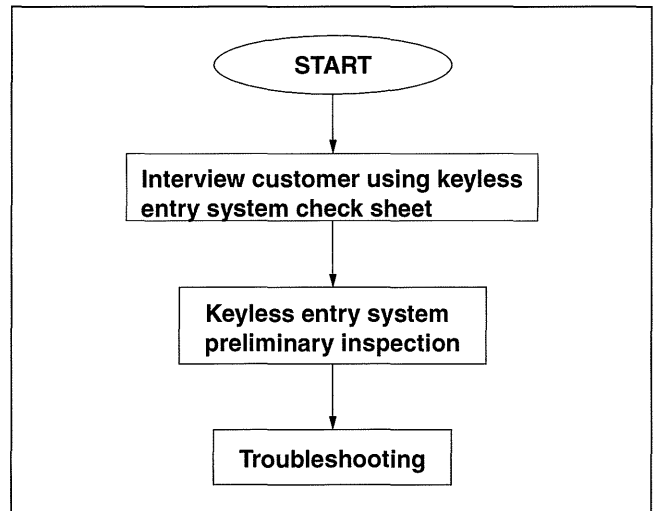 START
Interview customer using keyless
entry system check sheet
Keyless entry system
preliminary inspection
Troubleshooting